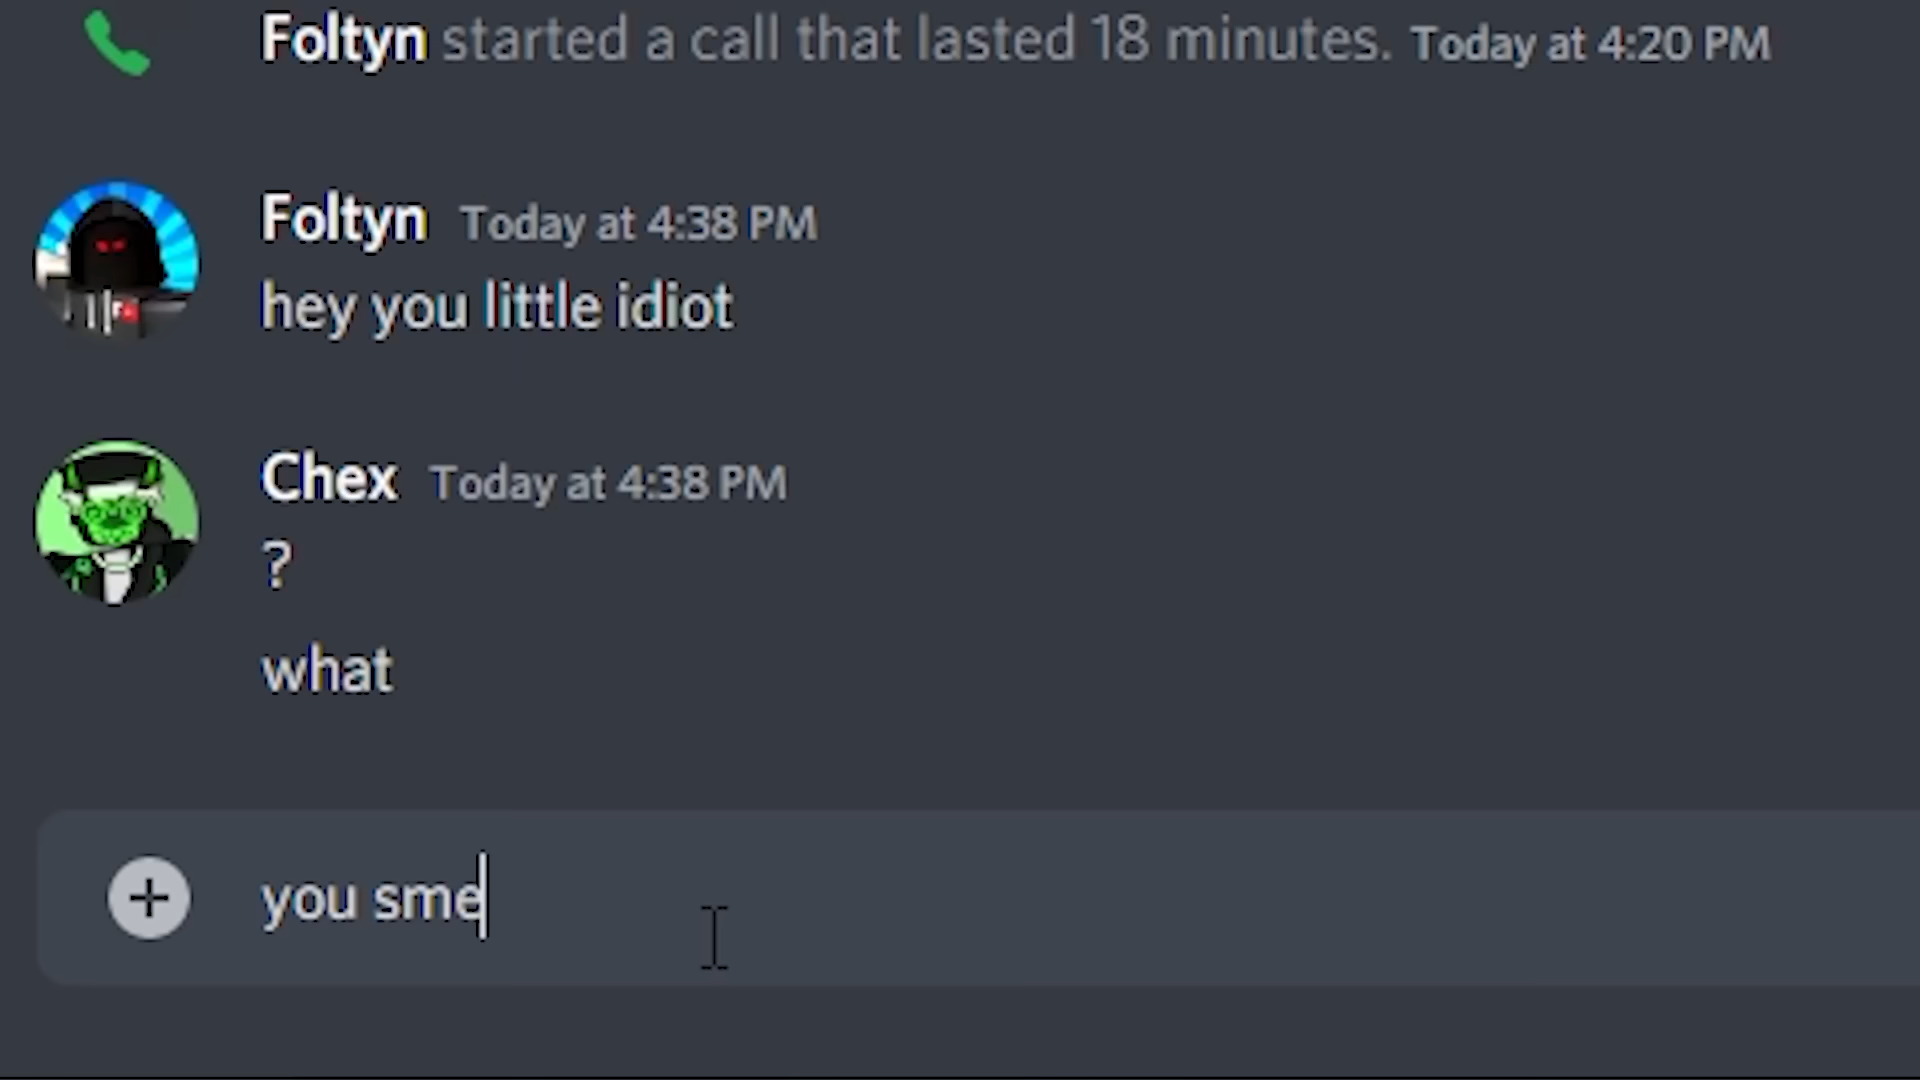 Foltyn started a call that lasted 18 minutes. Today at 4:20 PM
Foltyn Today at 4:38 PM
hey you little idiot
Chex Today at 4:38 PM
?
what
you sme